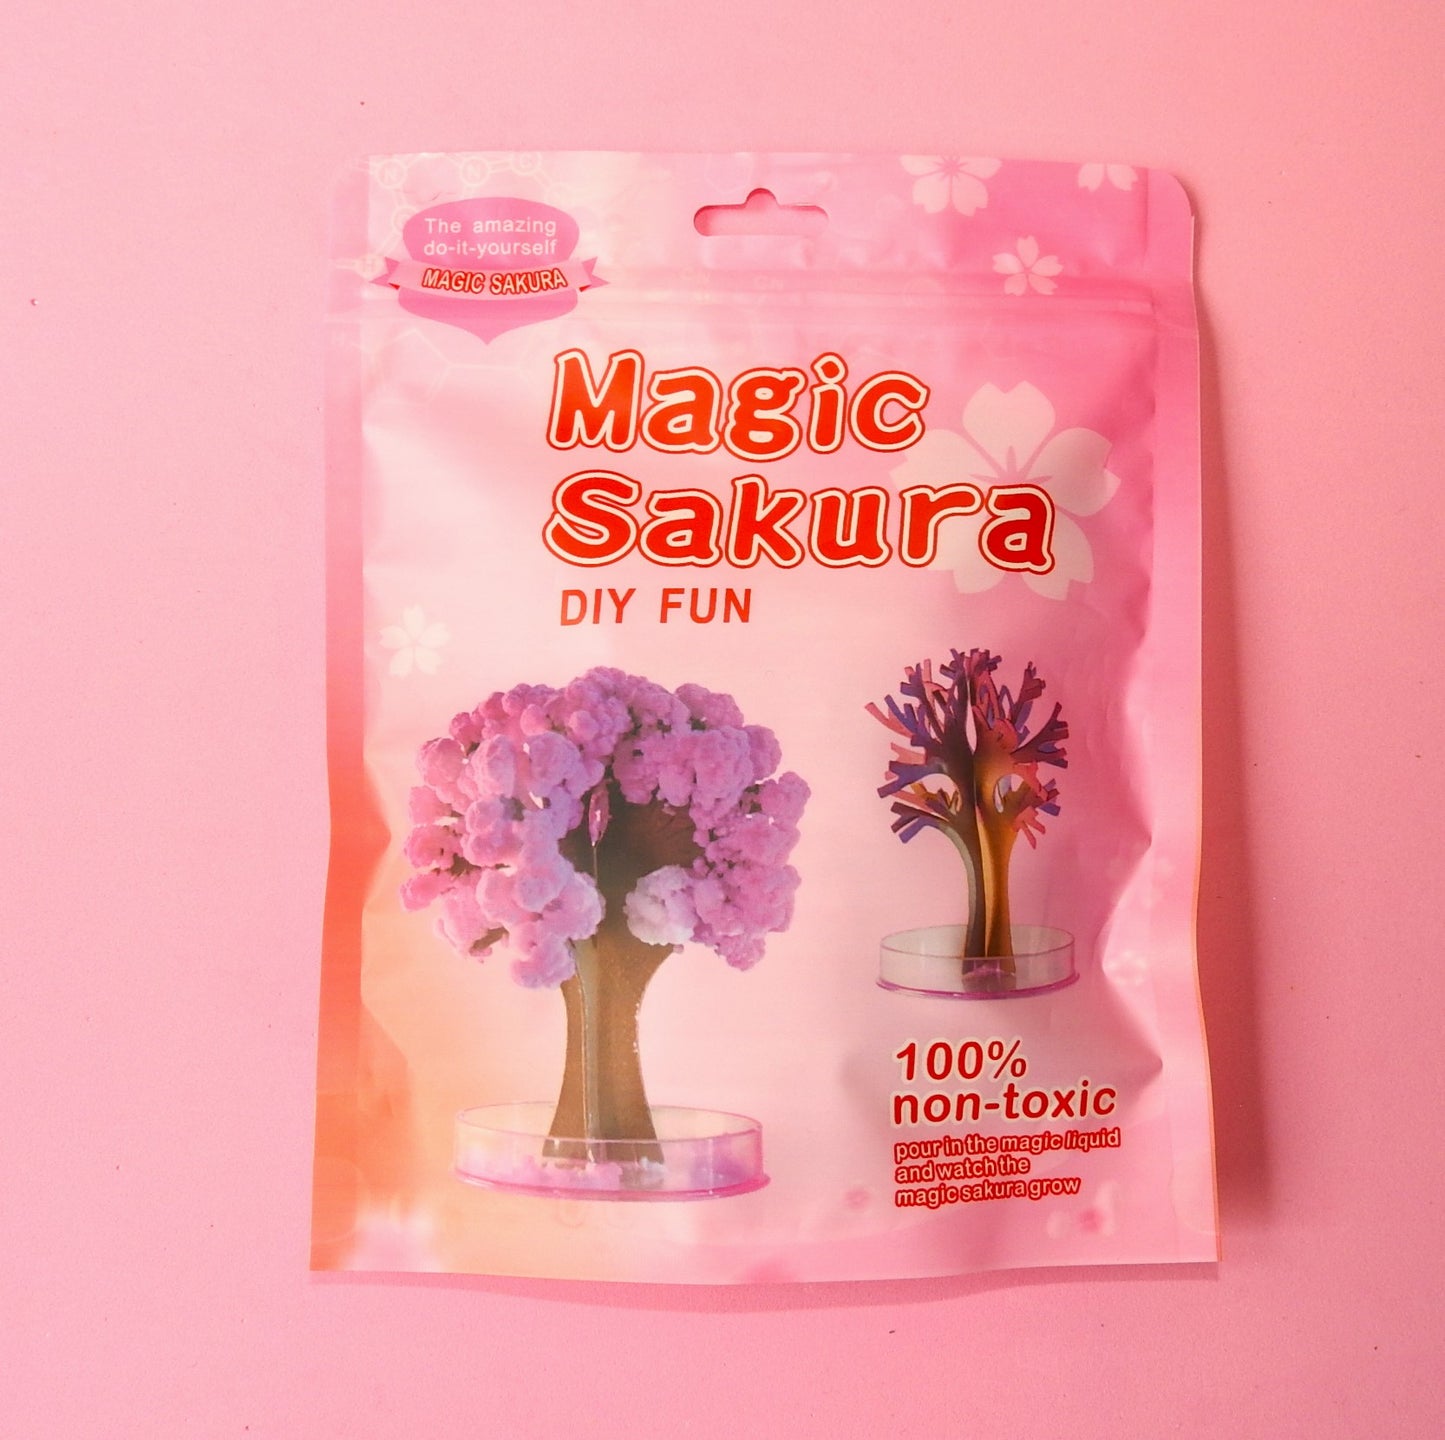 The amazing
do-it-yourself
MAGIC SAKURA
Magic
Sakura
DIY FUN
100%
non-toxic
pour in the magic liquid
and watch the
magic sakura grow